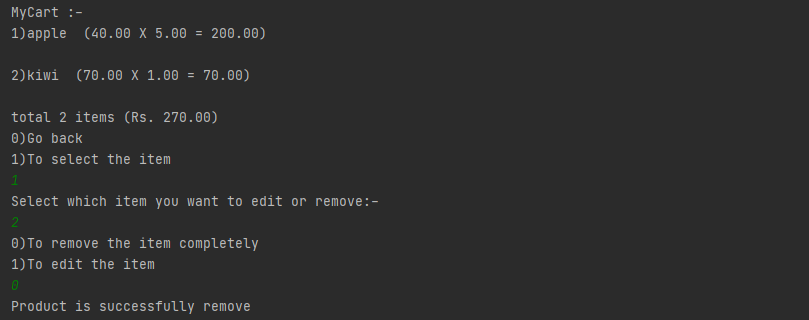 MyCart :-
1)apple  (40.00 X 5.00 = 200.00)
2)kiwi  (70.00 X 1.00 = 70.00)
total 2 items (Rs. 270.00)
0)Go back
1)To select the item
1
Select which item you want to edit or remove:-
2
0)To remove the item completely
1)To edit the item
0
Product is successfully remove